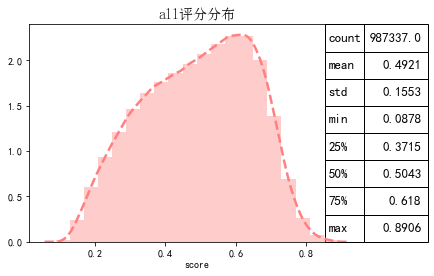 all评分分布
2.0
1.5
1.0
0.5
0.0
0.2 0.4 0.6 0.8
score
count 987337.0
mean 0.4921
std 0.1553
min 0.0878
25% 0.3715
50% 0.5043
75% 0.618
max 0.8906